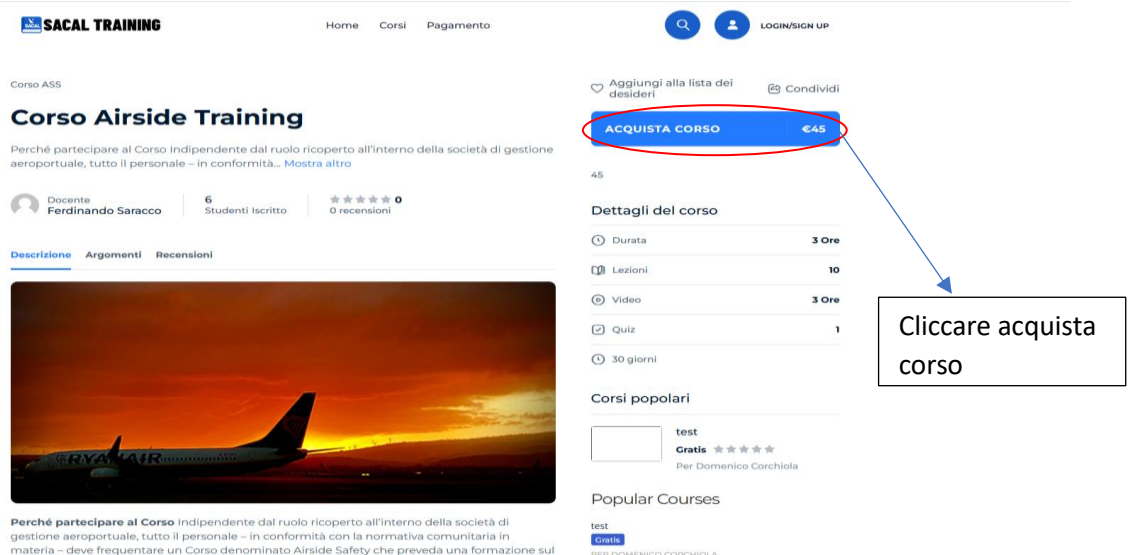 SACAL SACAL TRAINING
Home Corsi Pagamento
LOGIN/SIGN UP
Corso ASS
Corso Airside Training
Perché partecipare al Corso Indipendente dal ruolo ricoperto all'interno della società di gestione
aeroportuale, tutto il personale – in conformità... Mostra altro
Docente
Ferdinando Saracco
6
Studenti Iscritto
0
0 recensioni
Descrizione Argomenti Recensioni
RYANAIR
Perché partecipare al Corso Indipendente dal ruolo ricoperto all'interno della società di
gestione aeroportuale, tutto il personale – in conformità con la normativa comunitaria in
materia – deve frequentare un Corso denominato Airside Safety che preveda una formazione sul
Aggiungi alla lista dei
desideri
Condividi
ACQUISTA CORSO €45
45
Dettagli del corso
Durata 3 Ore
Lezioni 10
Video 3 Ore
Quiz 1
30 giorni
Corsi popolari
test
Gratis
Per Domenico Corchiola
Popular Courses
test
Gratis
PER DOMENICO CORCHIOLA
Cliccare acquista
corso